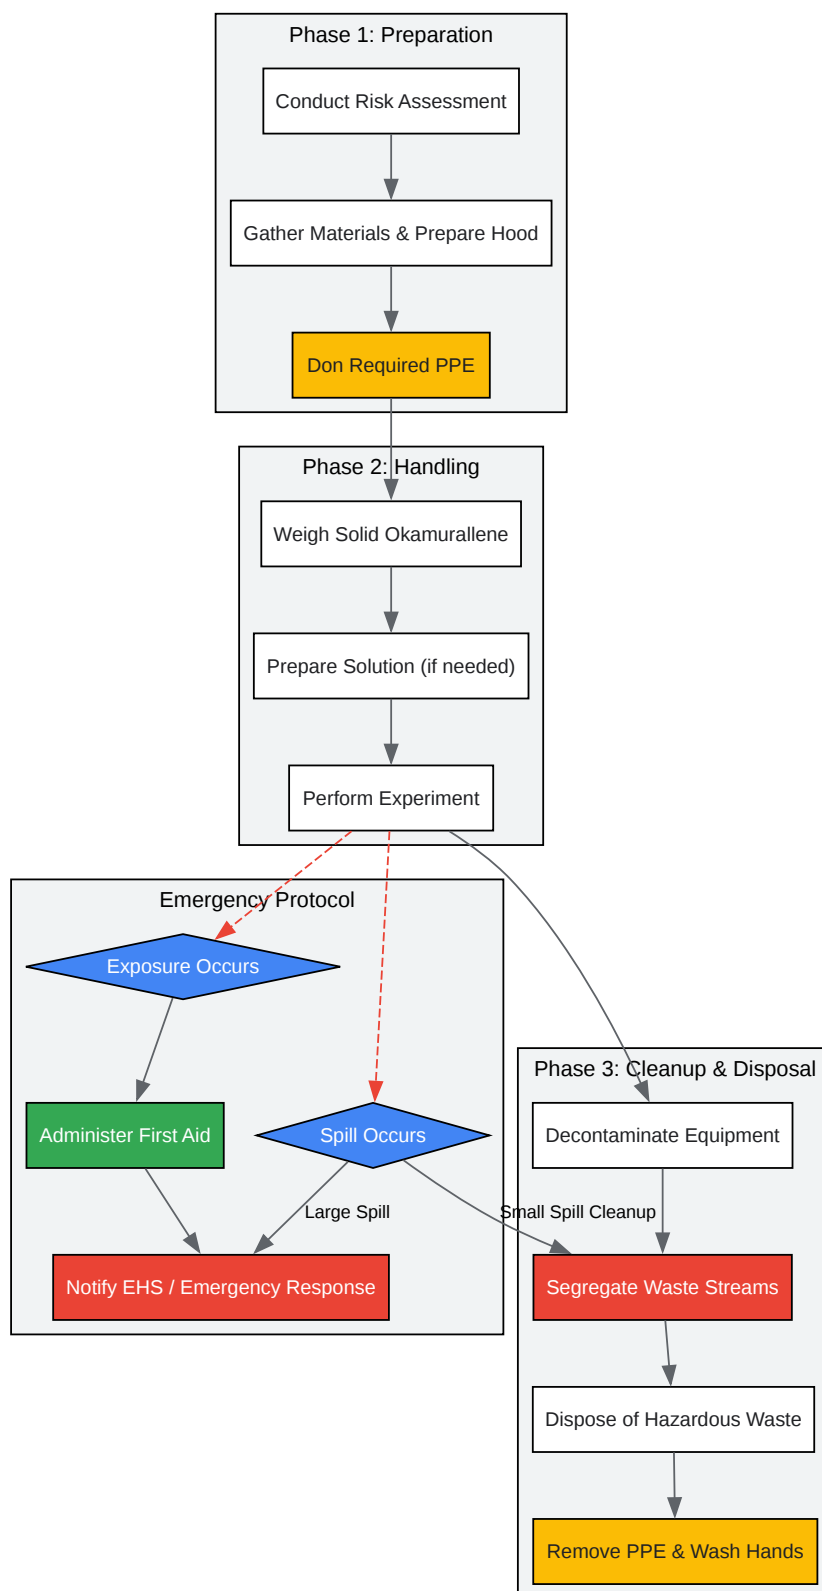 Phase 1: Preparation
Conduct Risk Assessment
Gather Materials & Prepare Hood
Don Required PPE
Phase 2: Handling
Weigh Solid Okamurallene
Prepare Solution (if needed)
Perform Experiment
Emergency Protocol
Exposure Occurs
Phase 3: Cleanup & Disposal
Administer First Aid
Spill Occurs
Decontaminate Equipment
Large Spill
Small Spill Cleanup
Notify EHS / Emergency Response
Segregate Waste Streams
Dispose of Hazardous Waste
Remove PPE & Wash Hands